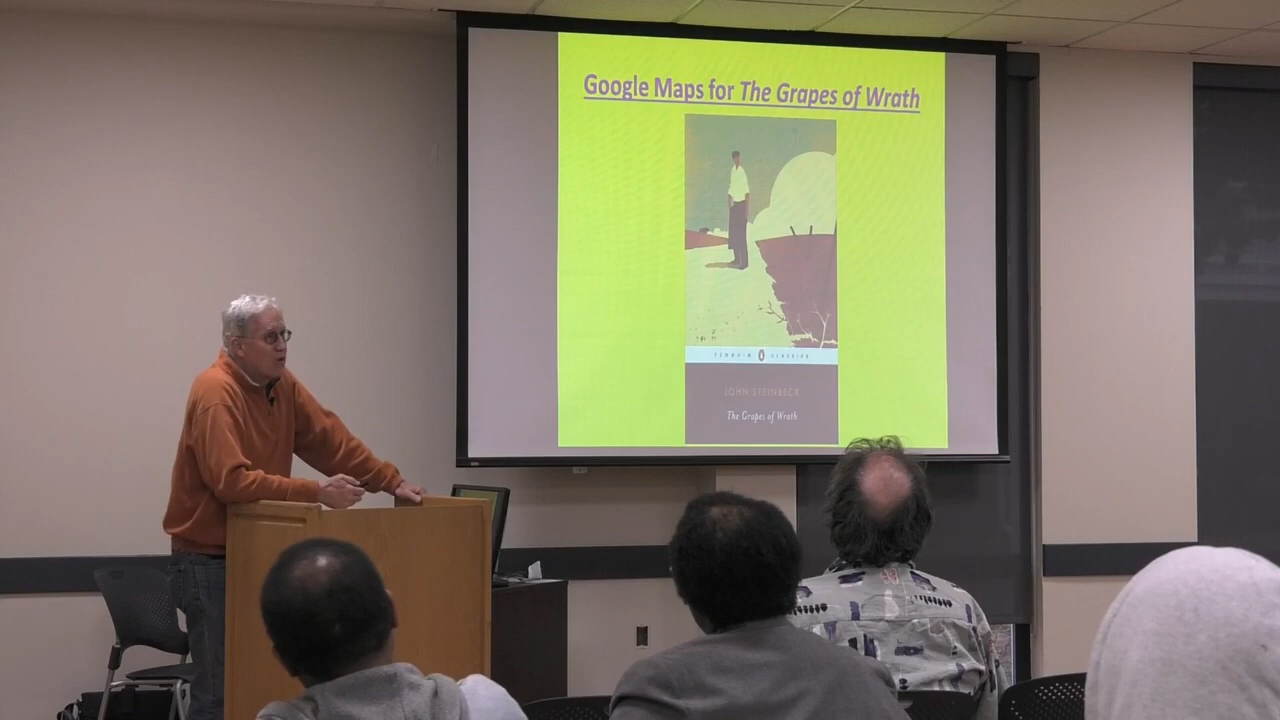 Google Maps for The Grapes of Wrath
PENGUIN CLASSICS
JOHN STEINBECK
The Grapes of Wrath